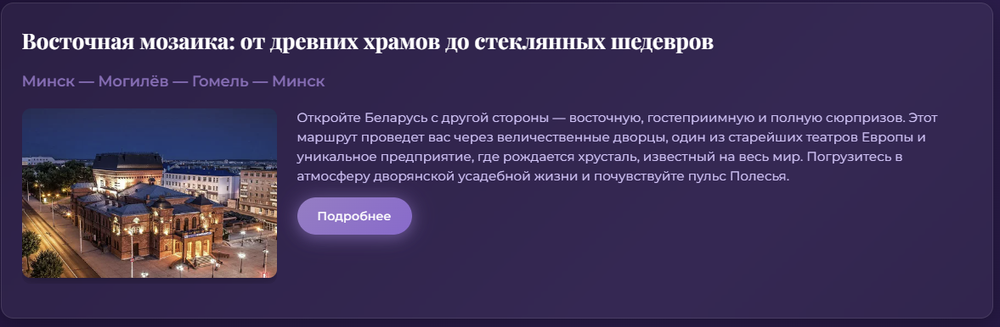 Восточная мозаика: от древних храмов до стеклянных шедевров
Минск — Могилёв — Гомель — Минск
Откройте Беларусь с другой стороны — восточную, гостеприимную и полную сюрпризов. Этот
маршрут проведет вас через величественные дворцы, один из старейших театров Европы и
уникальное предприятие, где рождается хрусталь, известный на весь мир. Погрузитесь в
атмосферу дворянской усадебной жизни и почувствуйте пульс Полесья.
Подробнее